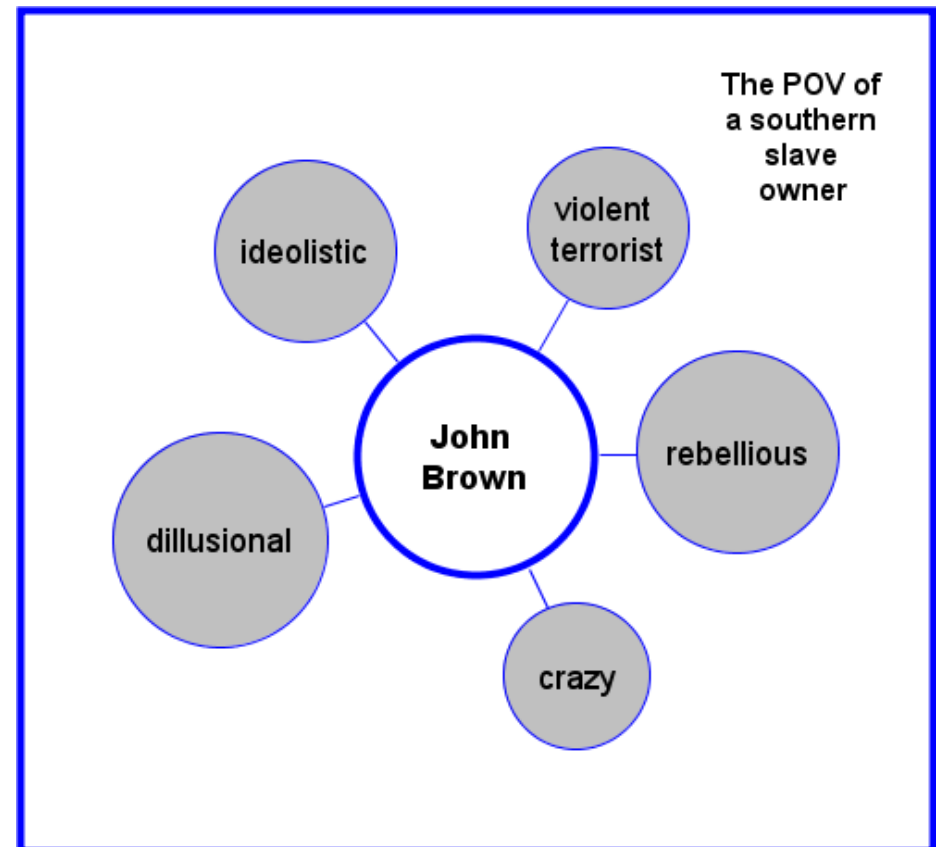 The POV of
a southern
slave
owner
ideolistic
violent
terrorist
John
Brown
rebellious
dillusional
crazy